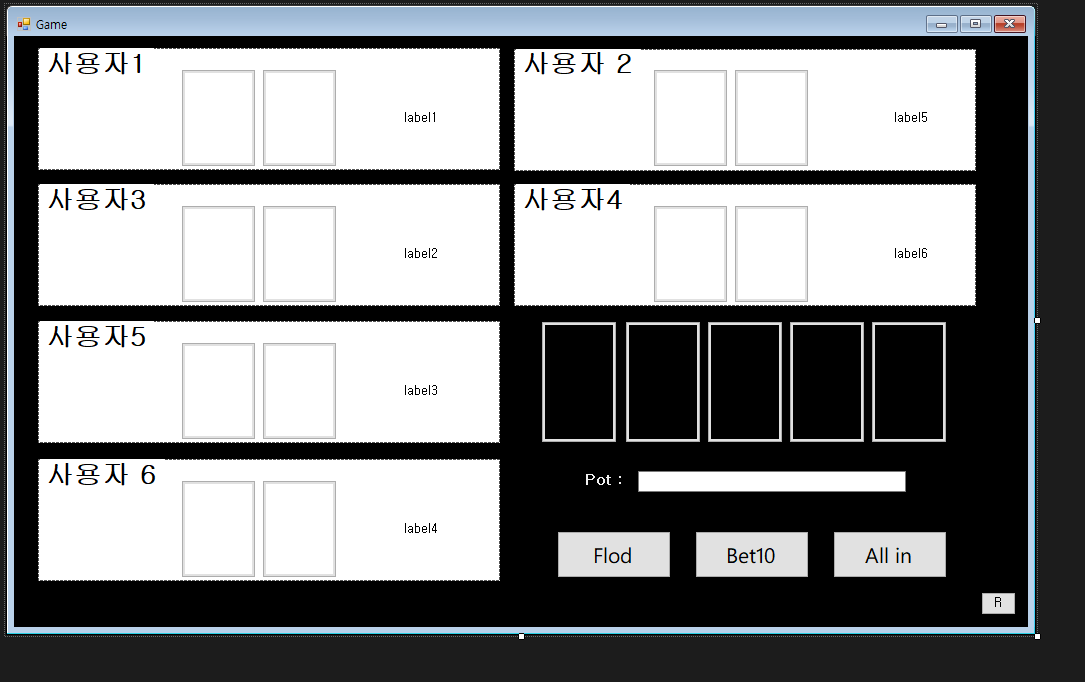 Game
사용자1
label1
사용자 2
label5
사용자3
label2
사용자4
label6
사용자5
label3
사용자 6
label4
Pot :
Flod
Bet10
All in
R